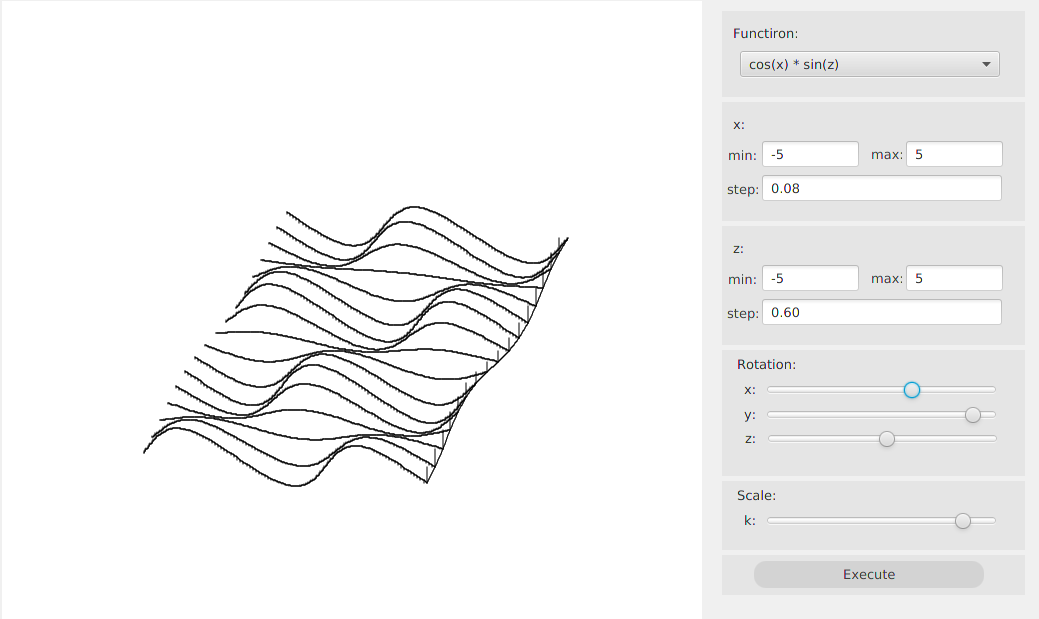 Functiron:
cos(x) * sin(z)
x:
min: -5 max: 5
step: 0.08
z:
min: -5 max: 5
step: 0.60
Rotation:
x:
y:
z:
Scale:
k:
Execute